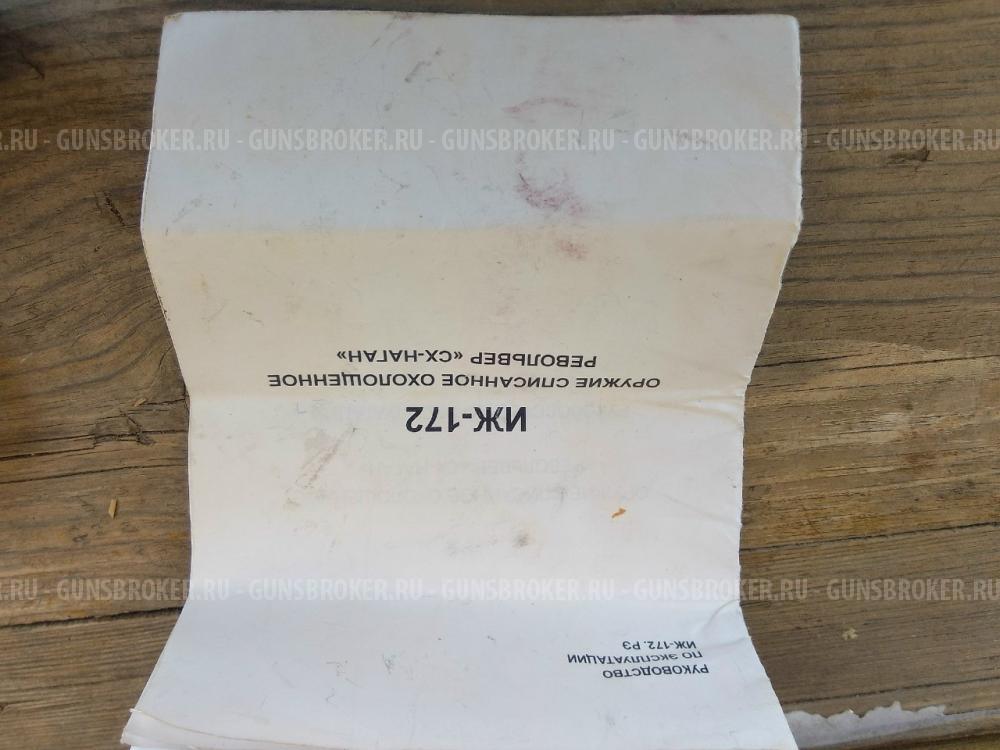 RU - GUNSBROKER.RU - GUNSBROKER.RU - GUNSBROKER.RU - GUNSBROKER.RU - GUNSBROKER.RU
РУКОВОДСТВО
ПО ЭКСПЛУАТАЦИИ
ИЖ-172.РЭ
RU - GUNSBROKER.RU - GUNSBROKER.RU - GUNSBROKER.RU - GUNSBROKER.RU - GUNSBROKER.RU
ИЖ-172
ОРУЖИЕ СПИСАННОЕ ОХОЛОЩЕННОЕ
РЕВОЛЬВЕР «СХ-НАГАН»